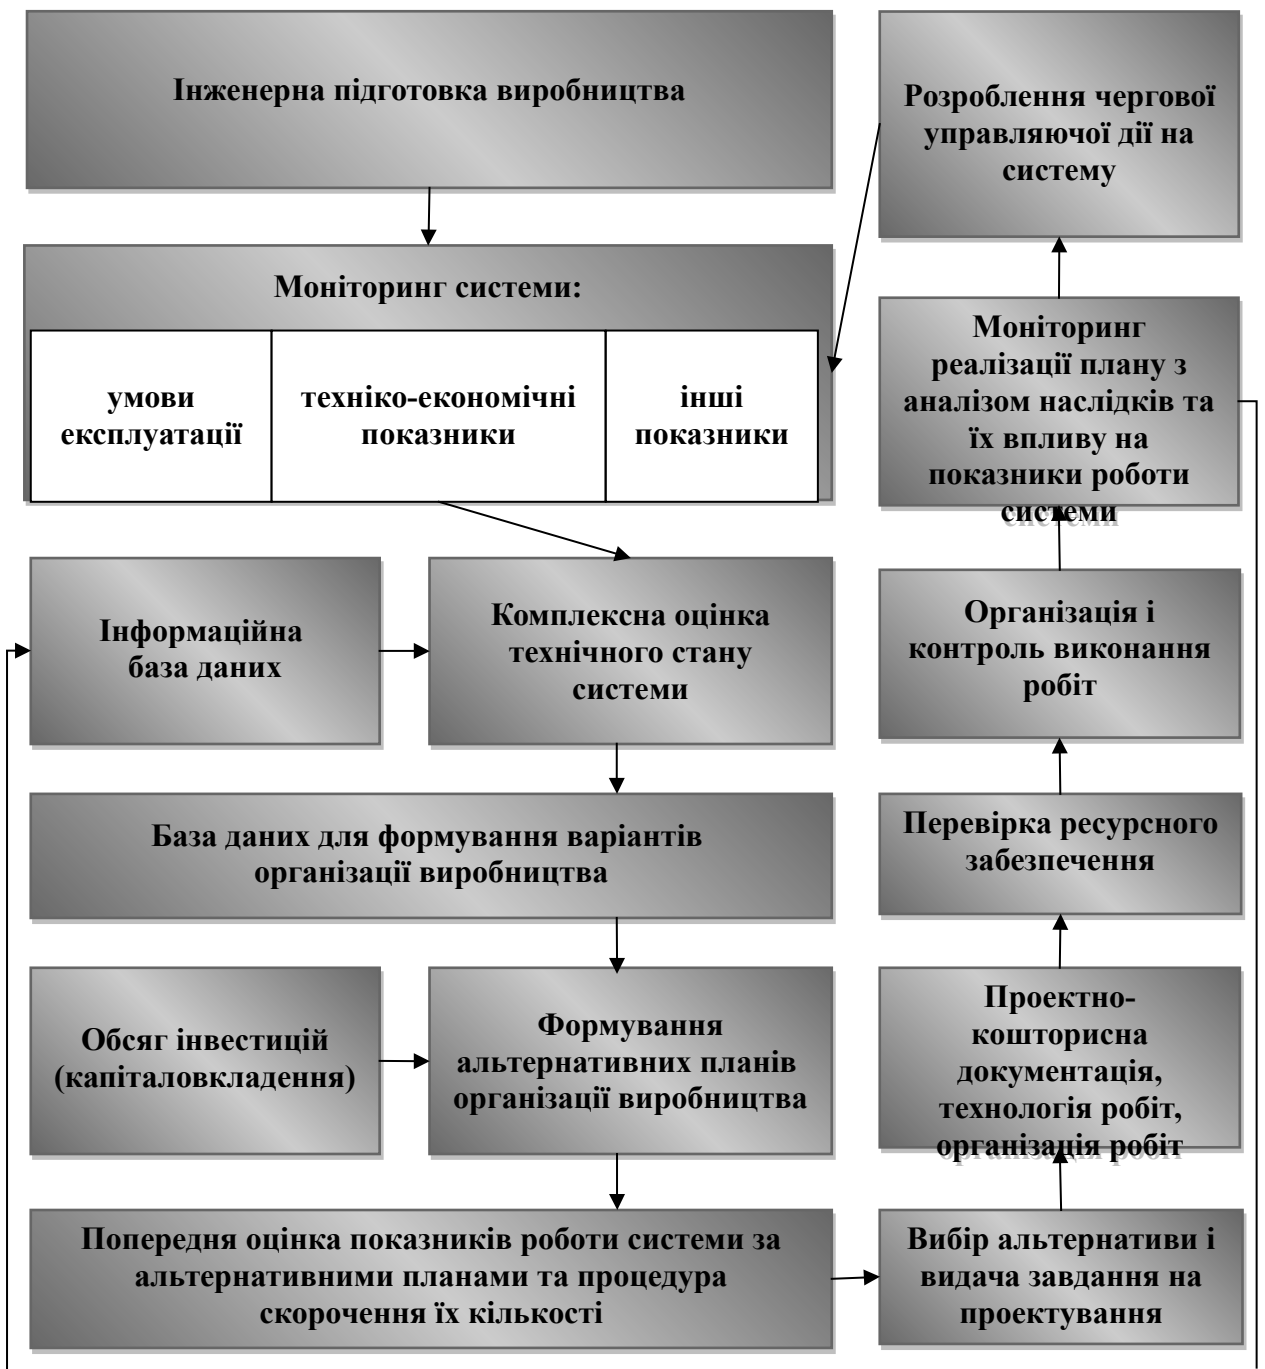 Інженерна підготовка виробництва
Моніторинг системи:
умови
експлуатації
техніко-економічні
показники
інші
показники
Інформаційна
база даних
Комплексна оцінка
технічного стану
системи
База даних для формування варіантів
організації виробництва
Обсяг інвестицій
(капіталовкладення)
Формування
альтернативних планів
організації виробництва
Попередня оцінка показників роботи системи за
альтернативними планами та процедура
скорочення їх кількості
Розроблення чергової
управляючої дії на
систему
Моніторинг
реалізації плану з
аналізом наслідків та
їх впливу на
показники роботи
системи
Організація і
контроль виконання
робіт
Перевірка ресурсного
забезпечення
Проектно-
кошторисна
документація,
технологія робіт,
організація робіт
Вибір альтернативи і
видача завдання на
проектування